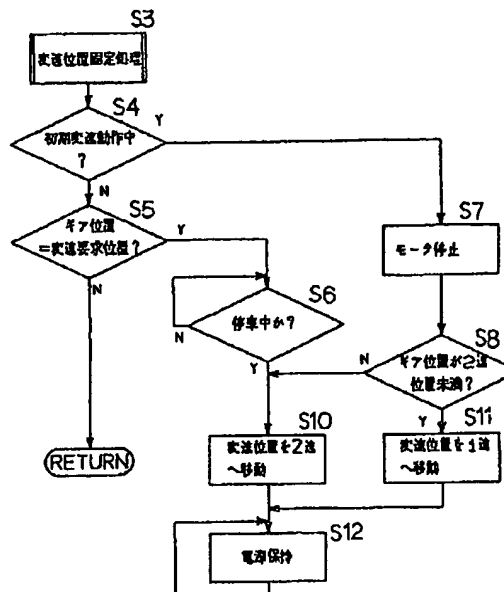 S3
変速位置固定処理
S4
初期変速動作中
?
Y
N
S5
ギア位置
=変速要求位置?
Y
N
S7
モータ停止
S6
停車中か?
N
Y
S8
ギア位置が2速
位置未満?
N
Y
S10
変速位置を2速
へ移動
S11
変速位置を1速
へ移動
RETURN
S12
電源保持